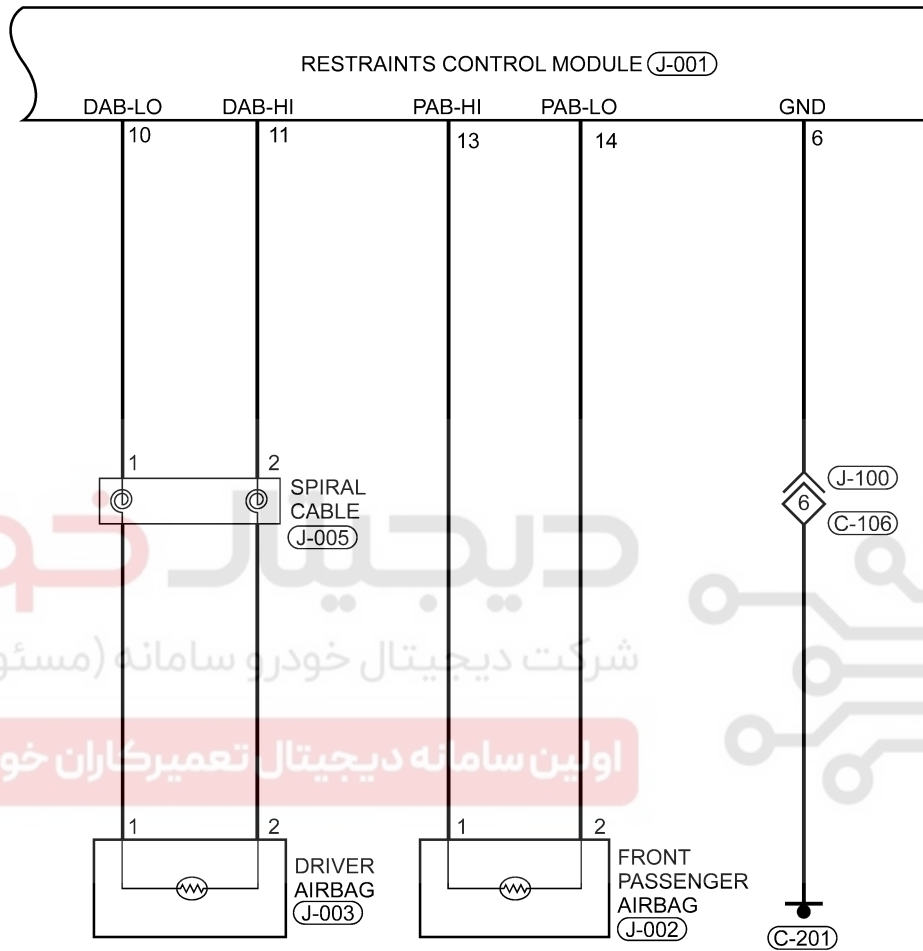 RESTRAINTS CONTROL MODULE J-001
DAB-LO DAB-HI PAB-HI PAB-LO GND
10 11 13 14 6
1 2
SPIRAL
CABLE
J-005
J-100
6
C-106
دیجیتال خو
شرکت دیجیتال خودرو سامانه (مسئو
اولین سامانه دیجیتال تعمیرکاران خو
1 2 1 2
DRIVER
AIRBAG
J-003
FRONT
PASSENGER
AIRBAG
J-002
C-201